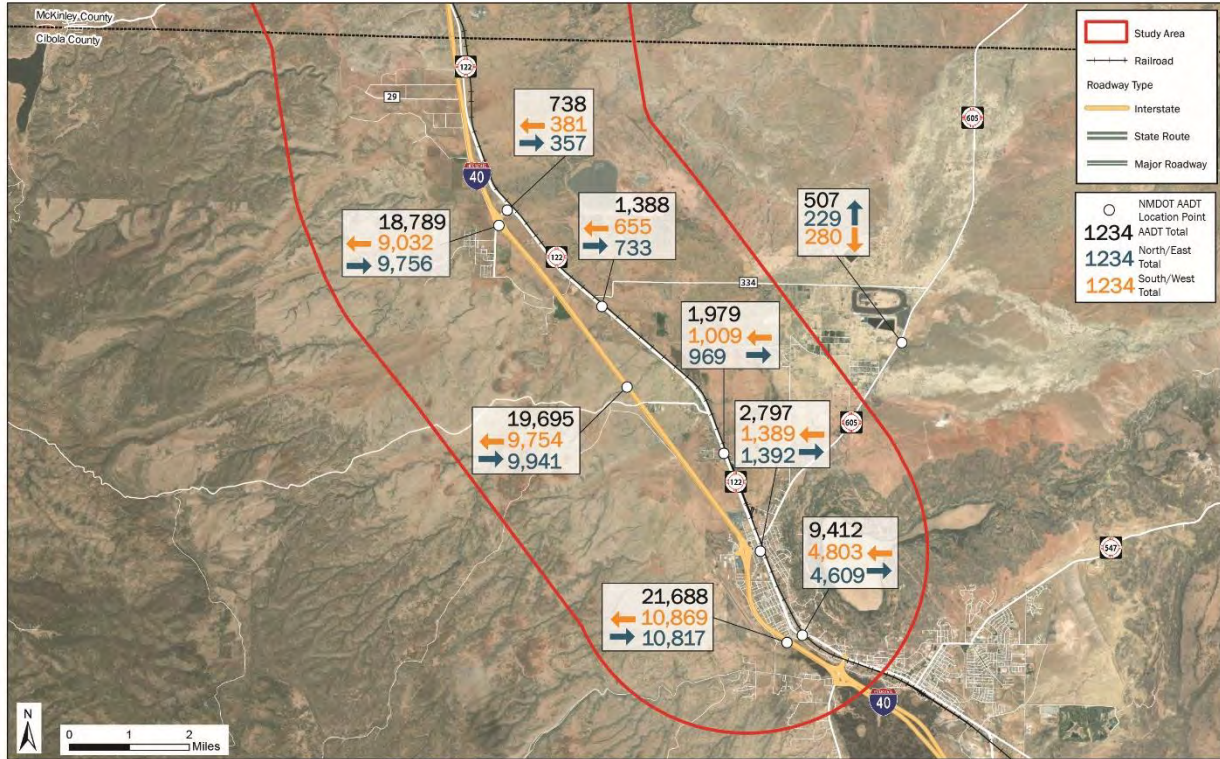 McKinley County
Cibola County
122
29
40
605
738
381
357
18,789
9,032
9,756
1,388
655
733
122
507
229
280
334
1,979
1,009
969
19,695
9,754
9,941
2,797
1,389
1,392
605
122
9,412
4,803
4,609
547
21,688
10,869
10,817
40
N
0 1 2
Miles
Study Area
Railroad
Roadway Type
Interstate
State Route
Major Roadway
NMDOT AADT
Location Point
1234 AADT Total
1234 North/East
Total
1234 South/West
Total